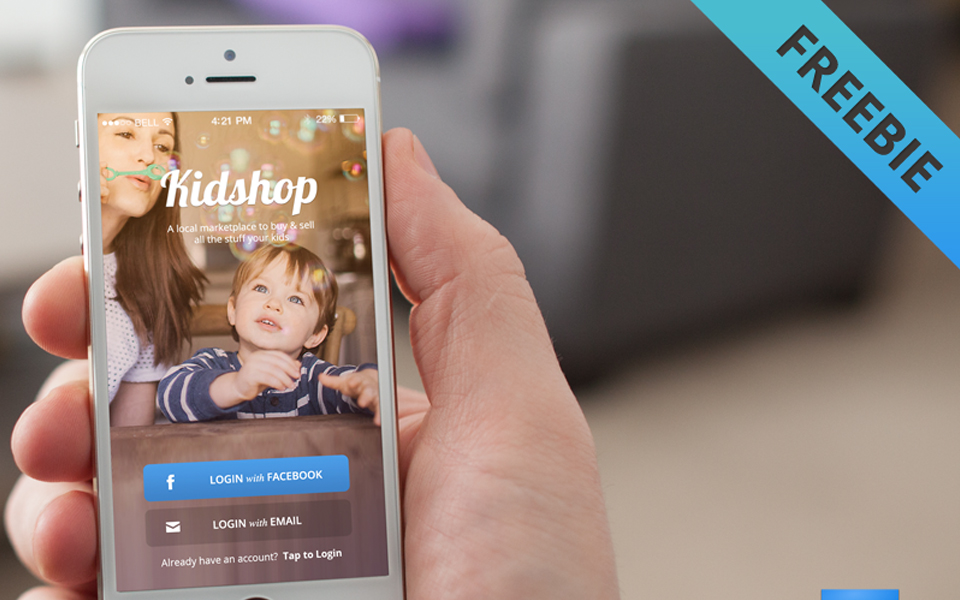 BELL 4:21 PM 22%
Kidshop
A local marketplace to buy & sell
all the stuff your kids
f LOGIN with FACEBOOK
LOGIN with EMAIL
Already have an account? Tap to Login
FREEBIE